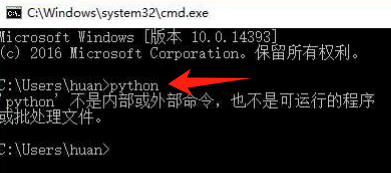 C:\Windows\system32\cmd.exe
Microsoft Windows [版本 10.0.14393]
(c) 2016 Microsoft Corporation。保留所有权利。
C:\Users\huan>python
'python' 不是内部或外部命令，也不是可运行的程序
或批处理文件。
C:\Users\huan>